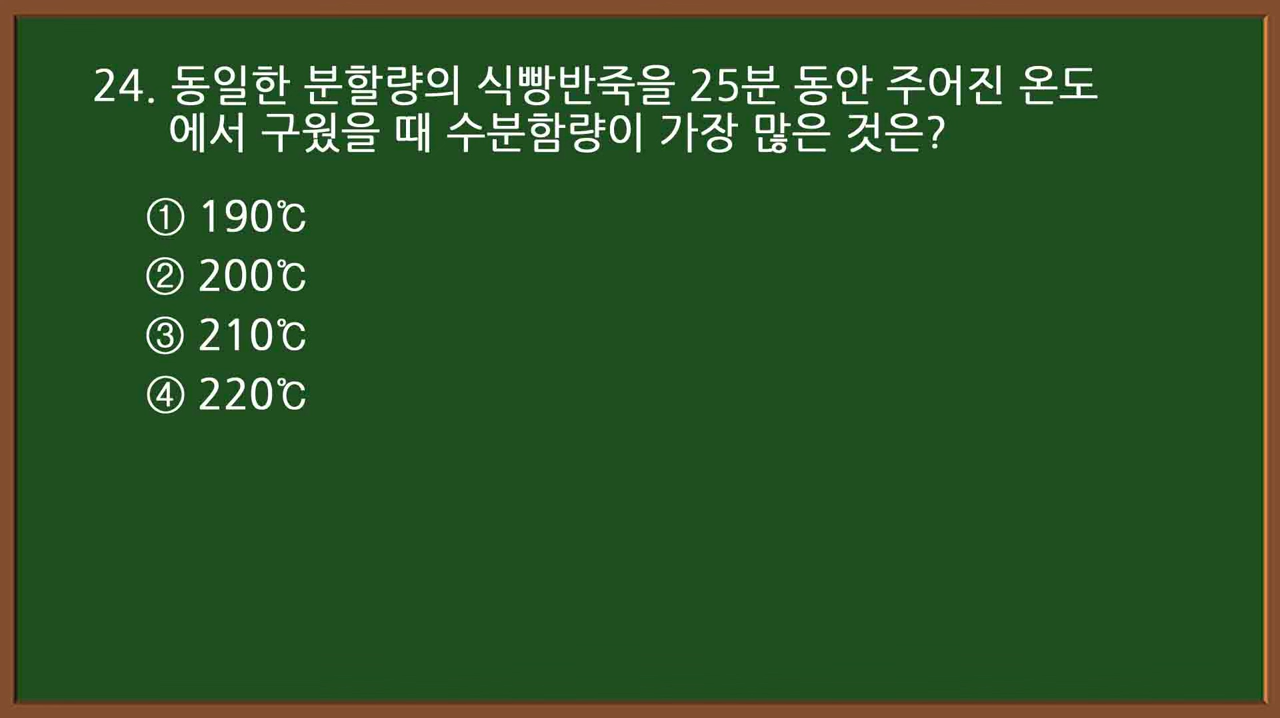 24. 동일한 분할량의 식빵반죽을 25분 동안 주어진 온도
에서 구웠을 때 수분함량이 가장 많은 것은?
① 190℃
② 200℃
③ 210℃
④ 220℃